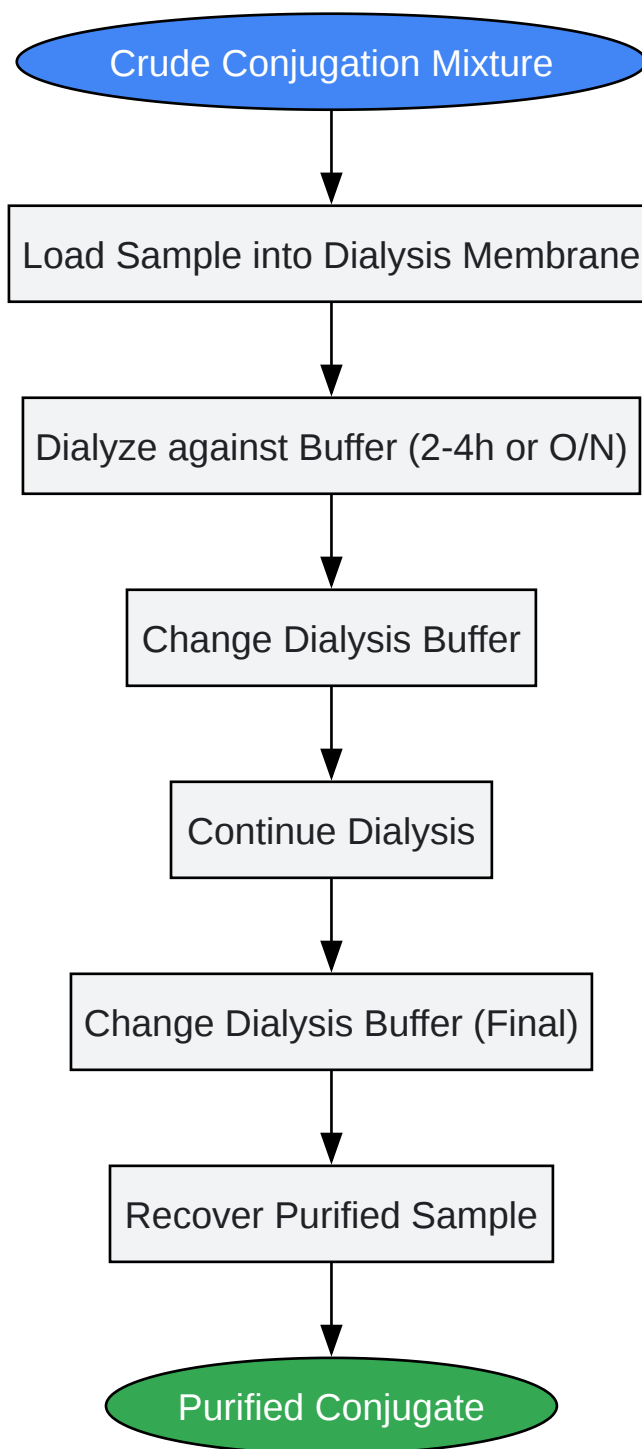 Crude Conjugation Mixture
Load Sample into Dialysis Membrane
Dialyze against Buffer (2-4h or O/N)
Change Dialysis Buffer
Continue Dialysis
Change Dialysis Buffer (Final)
Recover Purified Sample
Purified Conjugate